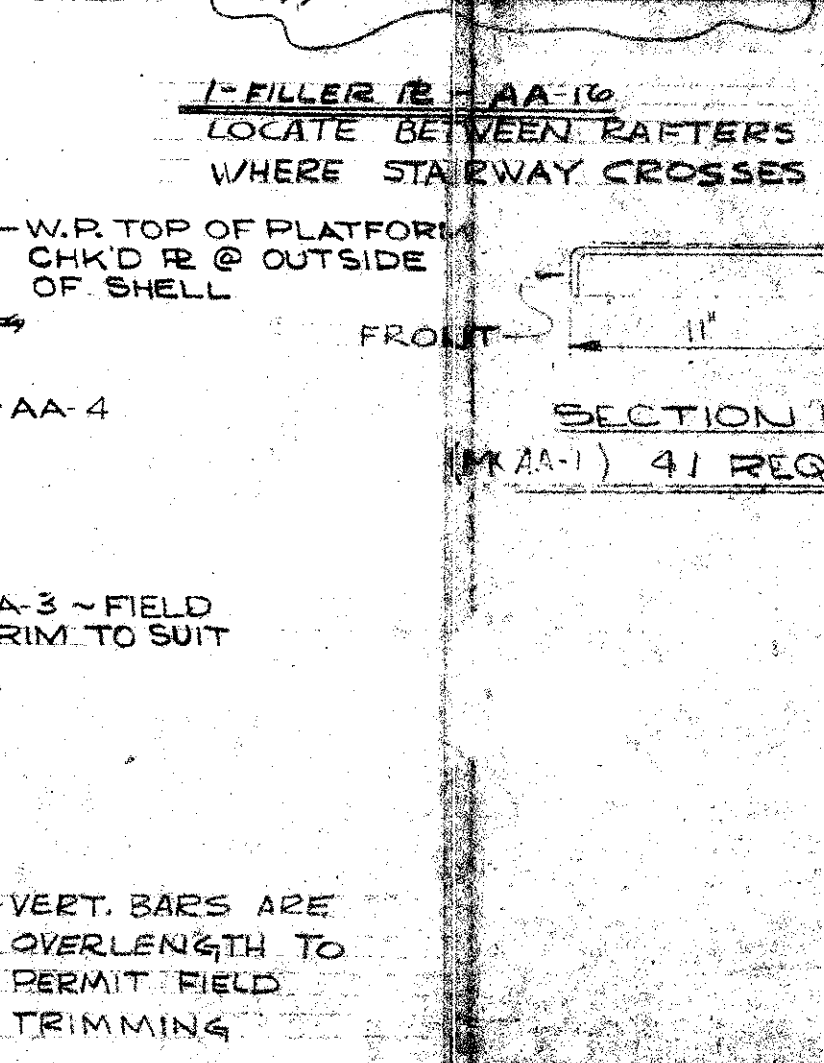 1-FILLER PL - AA-16
LOCATE BETWEEN RAFTERS
WHERE STAIRWAY CROSSES
W.P. TOP OF PLATFORM
CHK'D PL @ OUTSIDE
OF SHELL
FRONT
11"
AA-4
SECTION
(MK AA-1) 41 REQ
A-3 ~ FIELD
RIM TO SUIT
VERT. BARS ARE
OVERLENGTH TO
PERMIT FIELD
TRIMMING